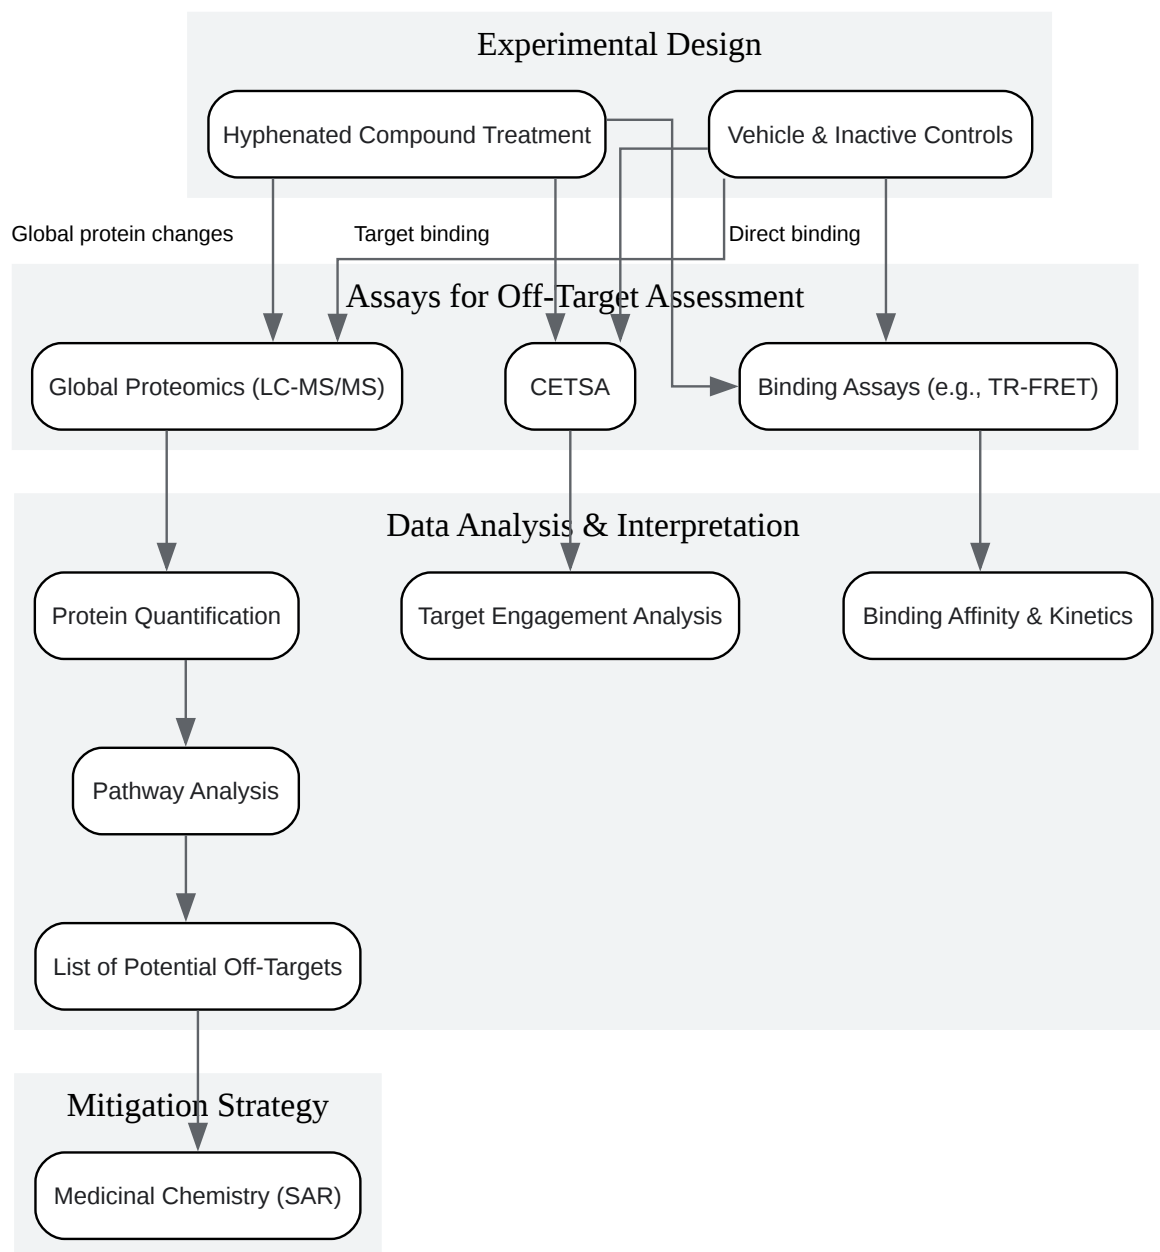 Experimental Design
Hyphenated Compound Treatment
Vehicle & Inactive Controls
Global protein changes
Target binding
Direct binding
Assays for Off-Target Assessment
Global Proteomics (LC-MS/MS)
CETSA
Binding Assays (e.g., TR-FRET)
Data Analysis & Interpretation
Protein Quantification
Target Engagement Analysis
Binding Affinity & Kinetics
Pathway Analysis
List of Potential Off-Targets
Mitigation Strategy
Medicinal Chemistry (SAR)